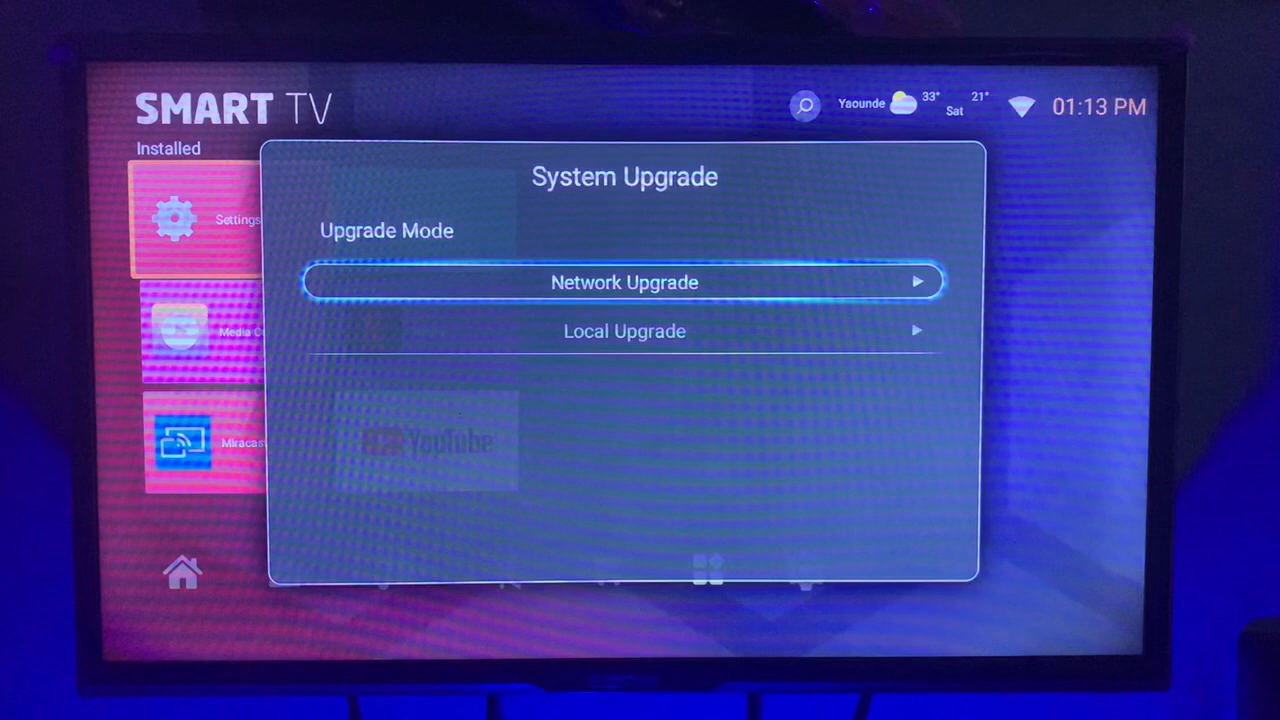 SMART TV
Yaounde 33° Sat 21° 01:13 PM
Installed
System Upgrade
Settings
Upgrade Mode
Network Upgrade
Media
Local Upgrade
YouTube